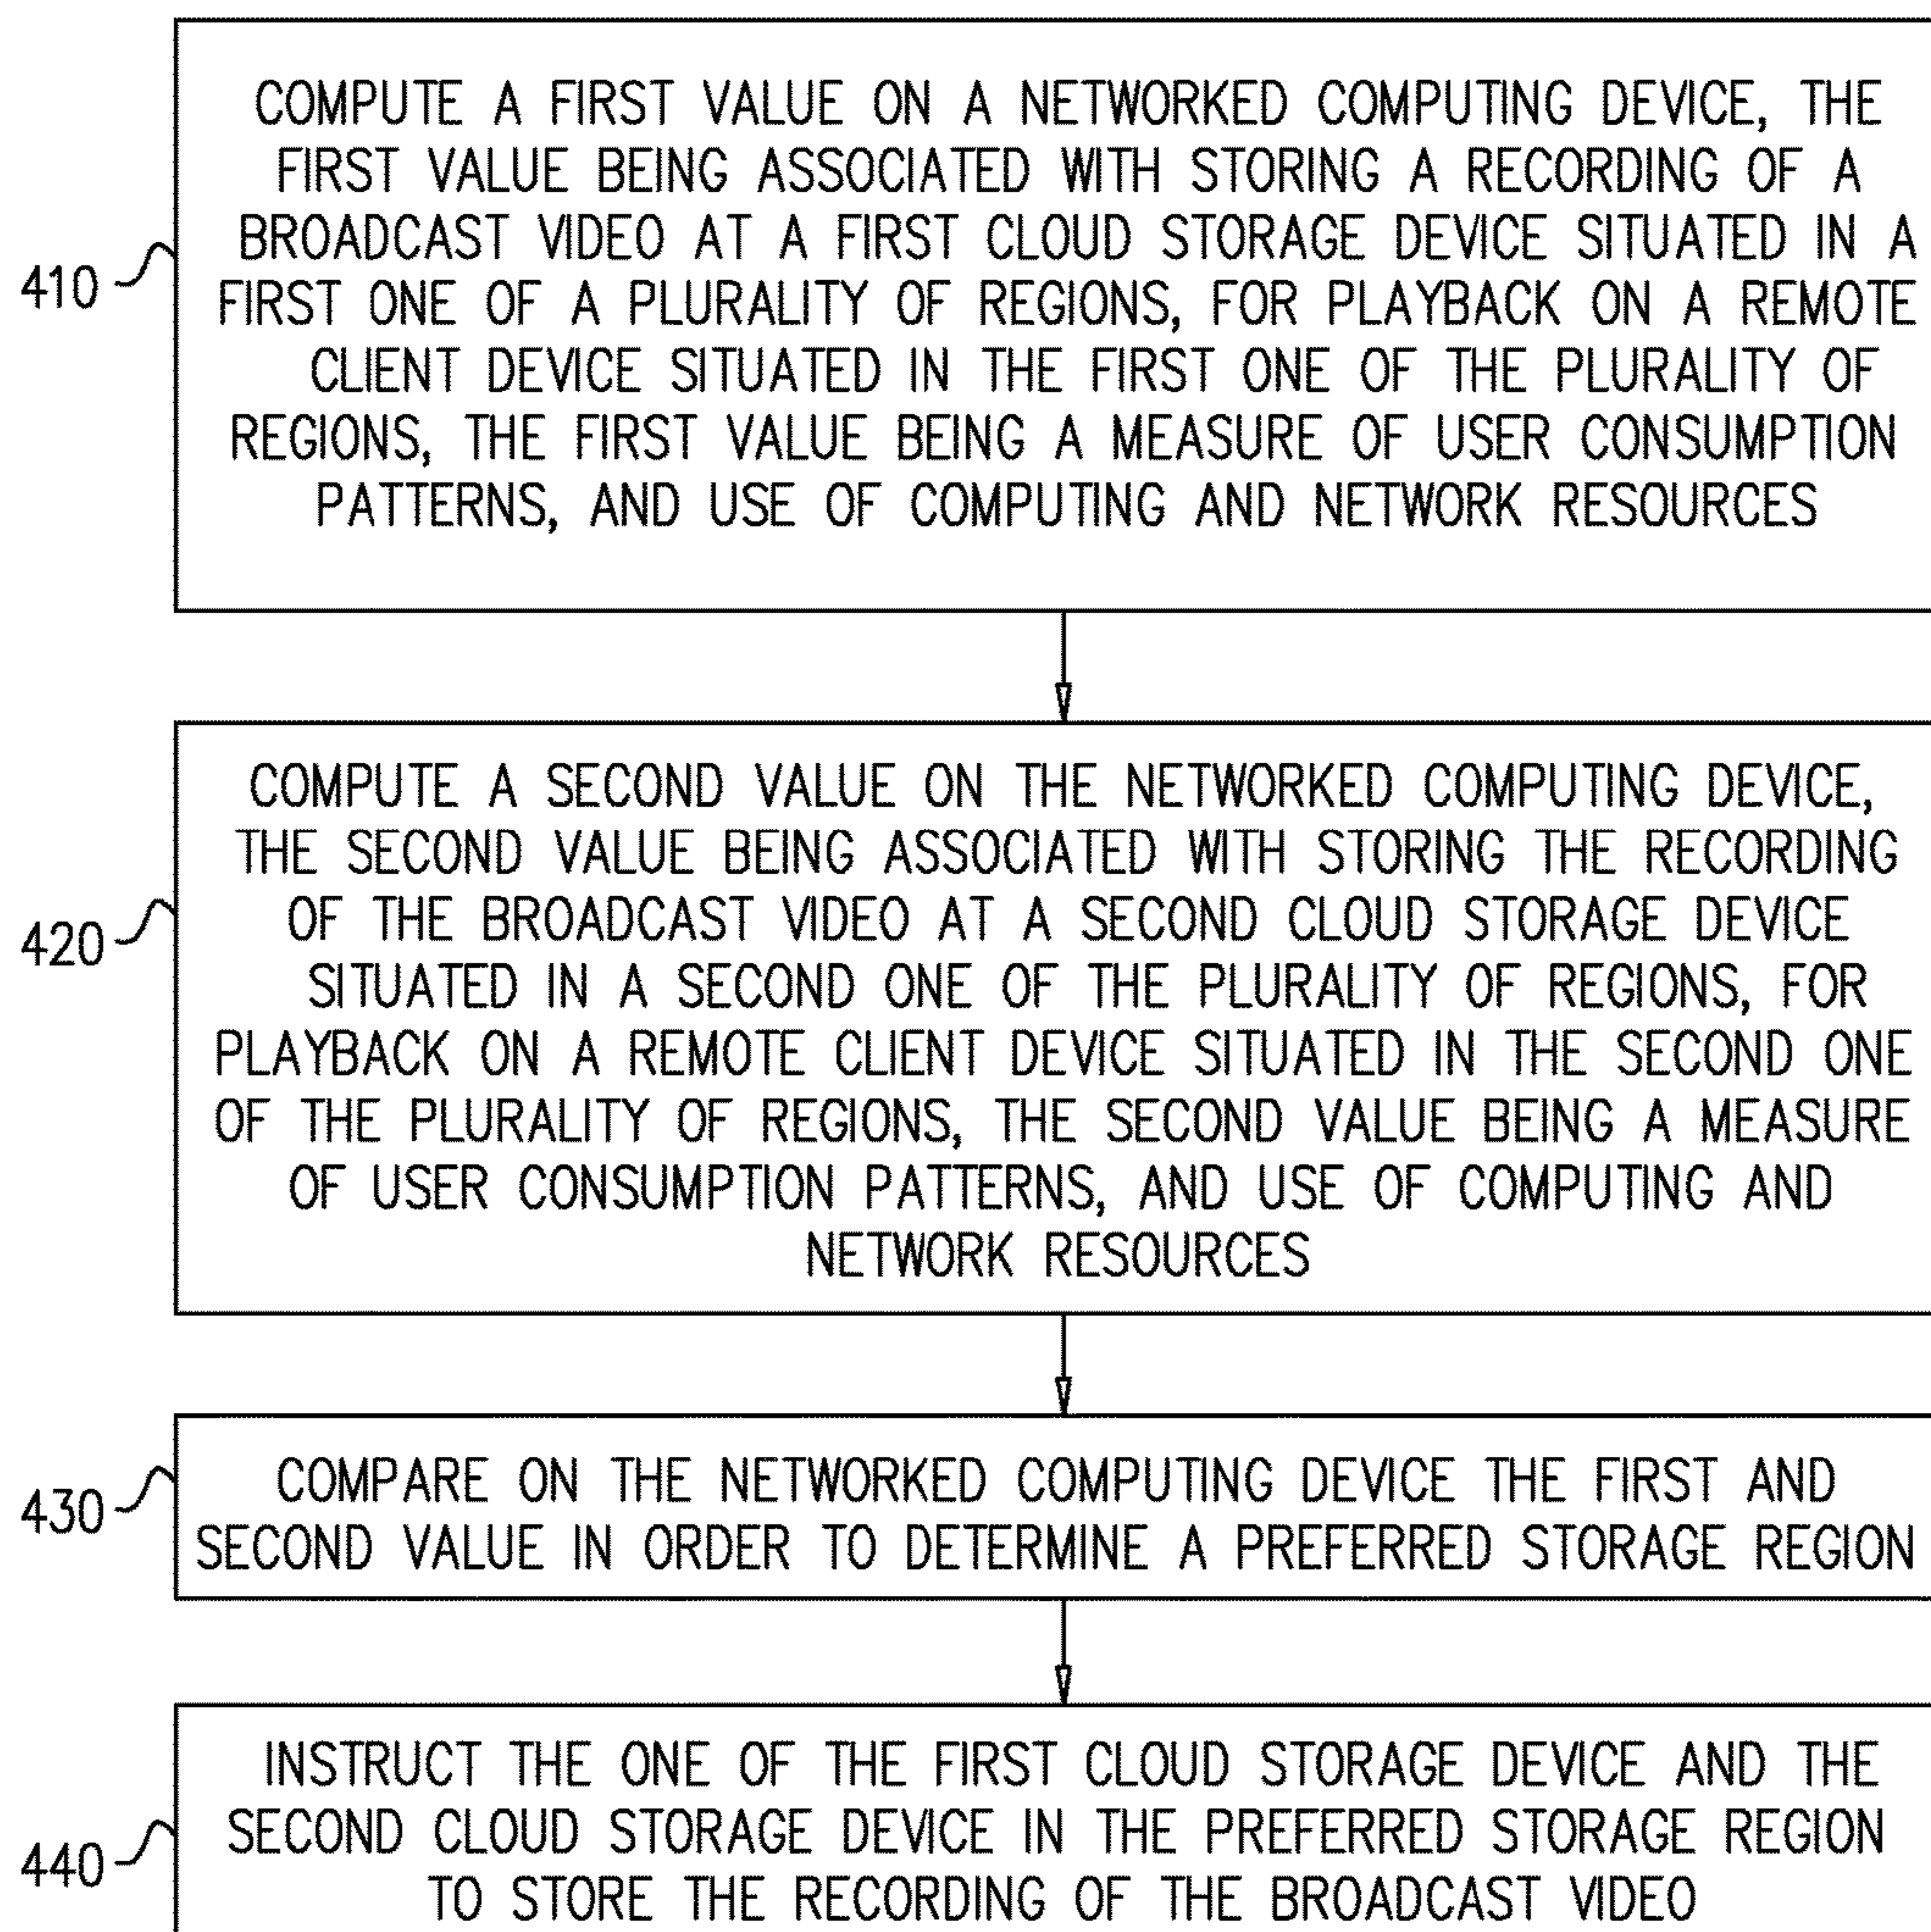 COMPUTE A FIRST VALUE ON A NETWORKED COMPUTING DEVICE, THE
FIRST VALUE BEING ASSOCIATED WITH STORING A RECORDING OF A
BROADCAST VIDEO AT A FIRST CLOUD STORAGE DEVICE SITUATED IN A
410
FIRST ONE OF A PLURALITY OF REGIONS, FOR PLAYBACK ON A REMOTE
CLIENT DEVICE SITUATED IN THE FIRST ONE OF THE PLURALITY OF
REGIONS, THE FIRST VALUE BEING A MEASURE OF USER CONSUMPTION
PATTERNS, AND USE OF COMPUTING AND NETWORK RESOURCES
COMPUTE A SECOND VALUE ON THE NETWORKED COMPUTING DEVICE,
THE SECOND VALUE BEING ASSOCIATED WITH STORING THE RECORDING
OF THE BROADCAST VIDEO AT A SECOND CLOUD STORAGE DEVICE
420
SITUATED IN A SECOND ONE OF THE PLURALITY OF REGIONS, FOR
PLAYBACK ON A REMOTE CLIENT DEVICE SITUATED IN THE SECOND ONE
OF THE PLURALITY OF REGIONS, THE SECOND VALUE BEING A MEASURE
OF USER CONSUMPTION PATTERNS, AND USE OF COMPUTING AND
NETWORK RESOURCES
COMPARE ON THE NETWORKED COMPUTING DEVICE THE FIRST AND
430
SECOND VALUE IN ORDER TO DETERMINE A PREFERRED STORAGE REGION
INSTRUCT THE ONE OF THE FIRST CLOUD STORAGE DEVICE AND THE
SECOND CLOUD STORAGE DEVICE IN THE PREFERRED STORAGE REGION
440
TO STORE THE RECORDING OF THE BROADCAST VIDEO